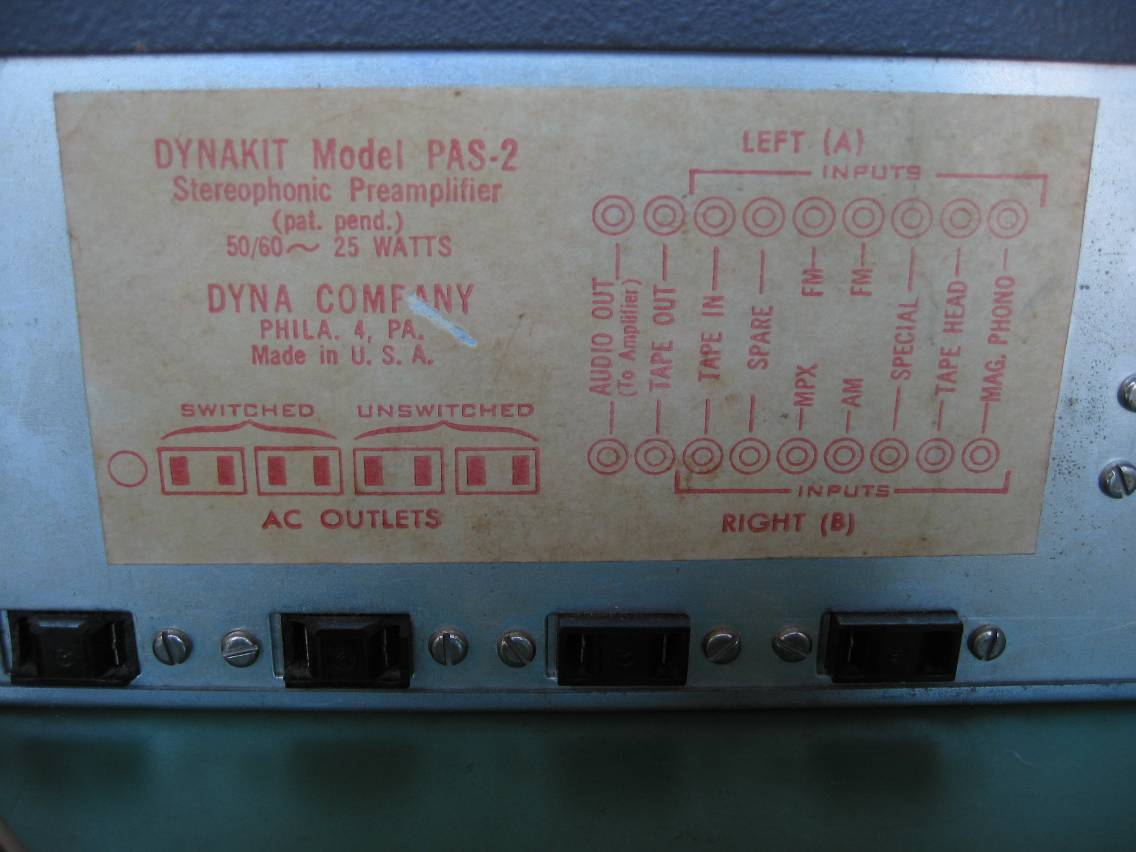 DYNAKIT Model PAS-2
Stereophonic Preamplifier
(pat. pend.)
50/60~ 25 WATTS
DYNA COMPANY
PHILA. 4, PA.
Made in U. S. A.
SWITCHED UNSWITCHED
AC OUTLETS
LEFT (A)
INPUTS
AUDIO OUT
(To Amplifier)
TAPE OUT
TAPE IN
SPARE
FM
MPX
FM
AM
SPECIAL
TAPE HEAD
MAG. PHONO
INPUTS
RIGHT (B)